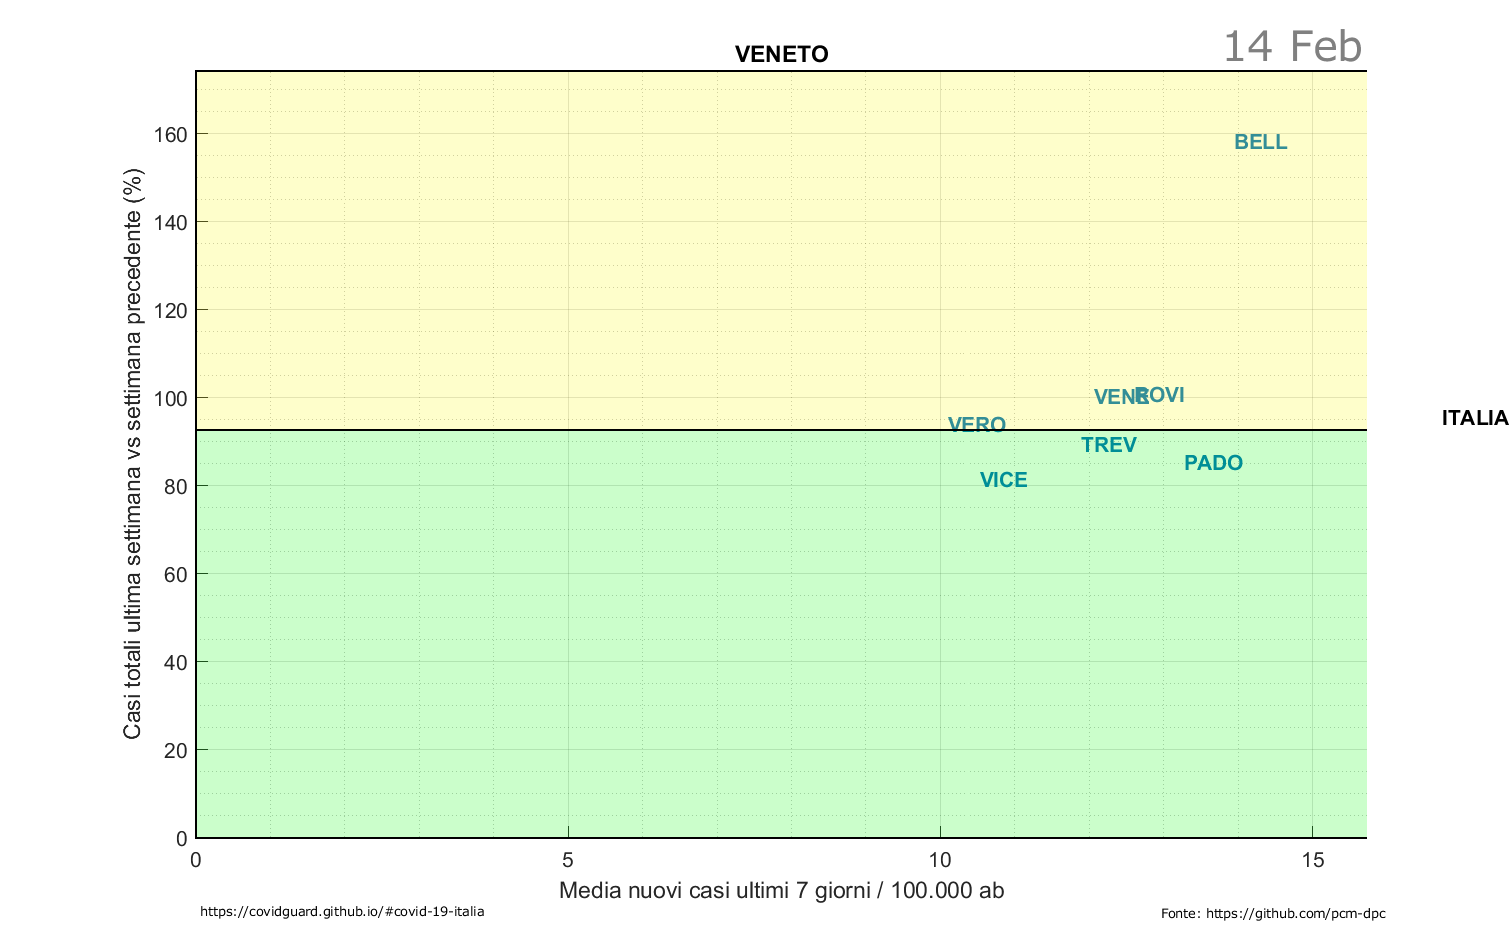 VENETO
14 Feb
Casi totali ultima settimana vs settimana precedente (%)
160
140
120
100
80
60
40
20
0
BELL
VENE
ROVI
VERO
ITALIA
TREV
PADO
VICE
0
5
10
15
Media nuovi casi ultimi 7 giorni / 100.000 ab
https://covidguard.github.io/#covid-19-italia
Fonte: https://github.com/pcm-dpc